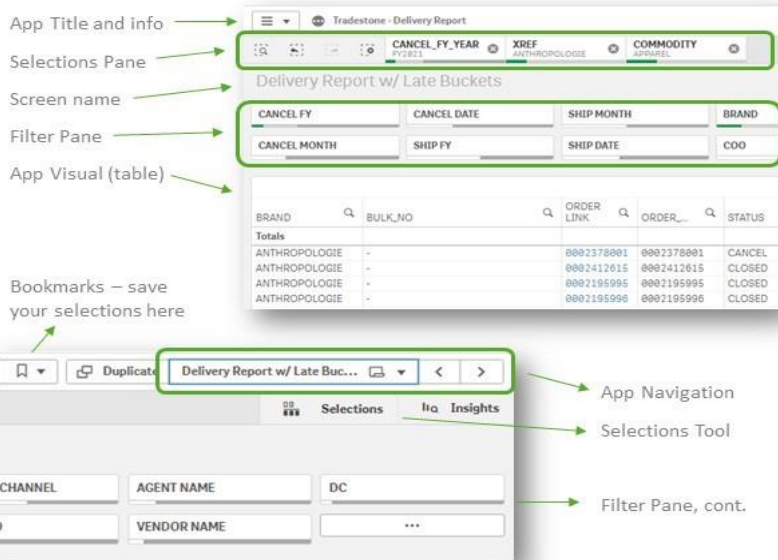 App Title and info
Tradestone - Delivery Report
Selections Pane
CANCEL_FY_YEAR
FY2021
XREF
ANTHROPOLOGIE
COMMODITY
APPAREL
Screen name
Delivery Report w/ Late Buckets
Filter Pane
CANCEL FY CANCEL DATE SHIP MONTH BRAND
CANCEL MONTH SHIP FY SHIP DATE COO
App Visual (table)
BRAND BULK_NO ORDER LINK ORDER_... STATUS
Totals
ANTHROPOLOGIE - 0002378001 0002378001 CANCEL
ANTHROPOLOGIE - 0002412615 0002412615 CLOSED
ANTHROPOLOGIE - 0002195995 0002195995 CLOSED
ANTHROPOLOGIE - 0002195996 0002195996 CLOSED
Bookmarks – save
your selections here
Duplicate Delivery Report w/ Late Buc...
App Navigation
Selections Insights
Selections Tool
CHANNEL AGENT NAME DC
Filter Pane, cont.
VENDOR NAME ...